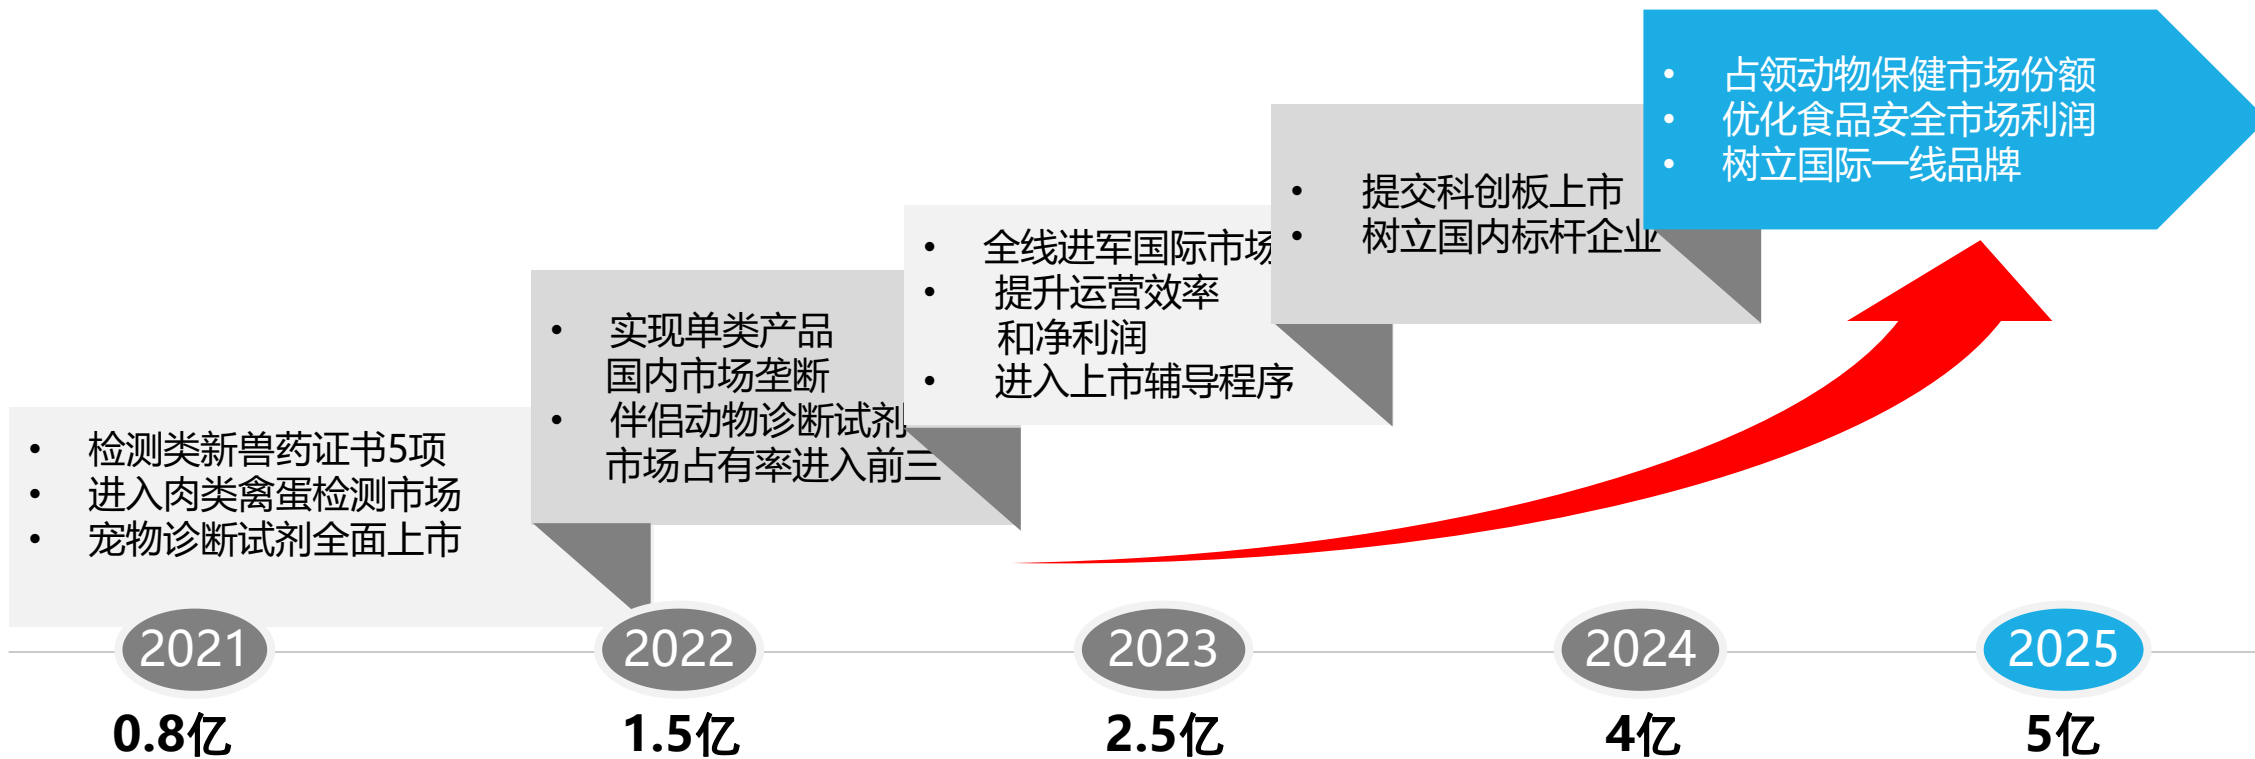 • 占领动物保健市场份额
• 优化食品安全市场利润
• 树立国际一线品牌
• 提交科创板上市
• 树立国内标杆企业
• 全线进军国际市场
• 提升运营效率
和净利润
• 进入上市辅导程序
• 实现单类产品
国内市场垄断
• 伴侣动物诊断试剂
市场占有率进入前三
• 检测类新兽药证书5项
• 进入肉类禽蛋检测市场
• 宠物诊断试剂全面上市
2021 2022 2023 2024 2025
0.8亿 1.5亿 2.5亿 4亿 5亿